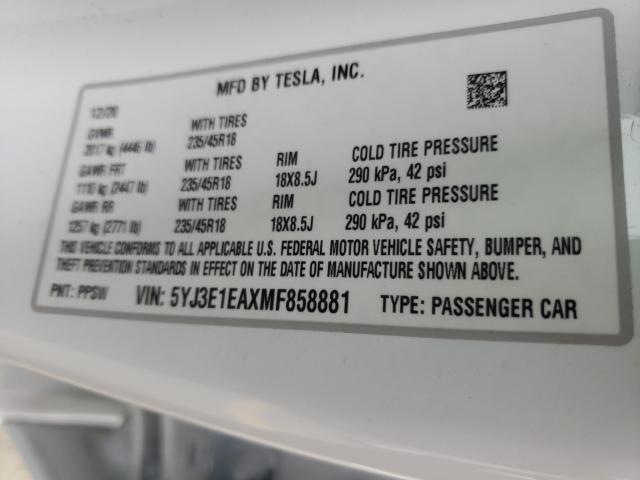 MFD BY TESLA, INC.
12/20
GVWR WITH TIRES
2017 kg (4446 lb) 235/45R18
GAWR FRT WITH TIRES RIM COLD TIRE PRESSURE
1110 kg (2447 lb) 235/45R18 18X8.5J 290 kPa, 42 psi
GAWR RR WITH TIRES RIM COLD TIRE PRESSURE
1257 kg (2771 lb) 235/45R18 18X8.5J 290 kPa, 42 psi
THIS VEHICLE CONFORMS TO ALL APPLICABLE U.S. FEDERAL MOTOR VEHICLE SAFETY, BUMPER, AND
THEFT PREVENTION STANDARDS IN EFFECT ON THE DATE OF MANUFACTURE SHOWN ABOVE.
PNT: PPSW VIN: 5YJ3E1EAXMF858881 TYPE: PASSENGER CAR